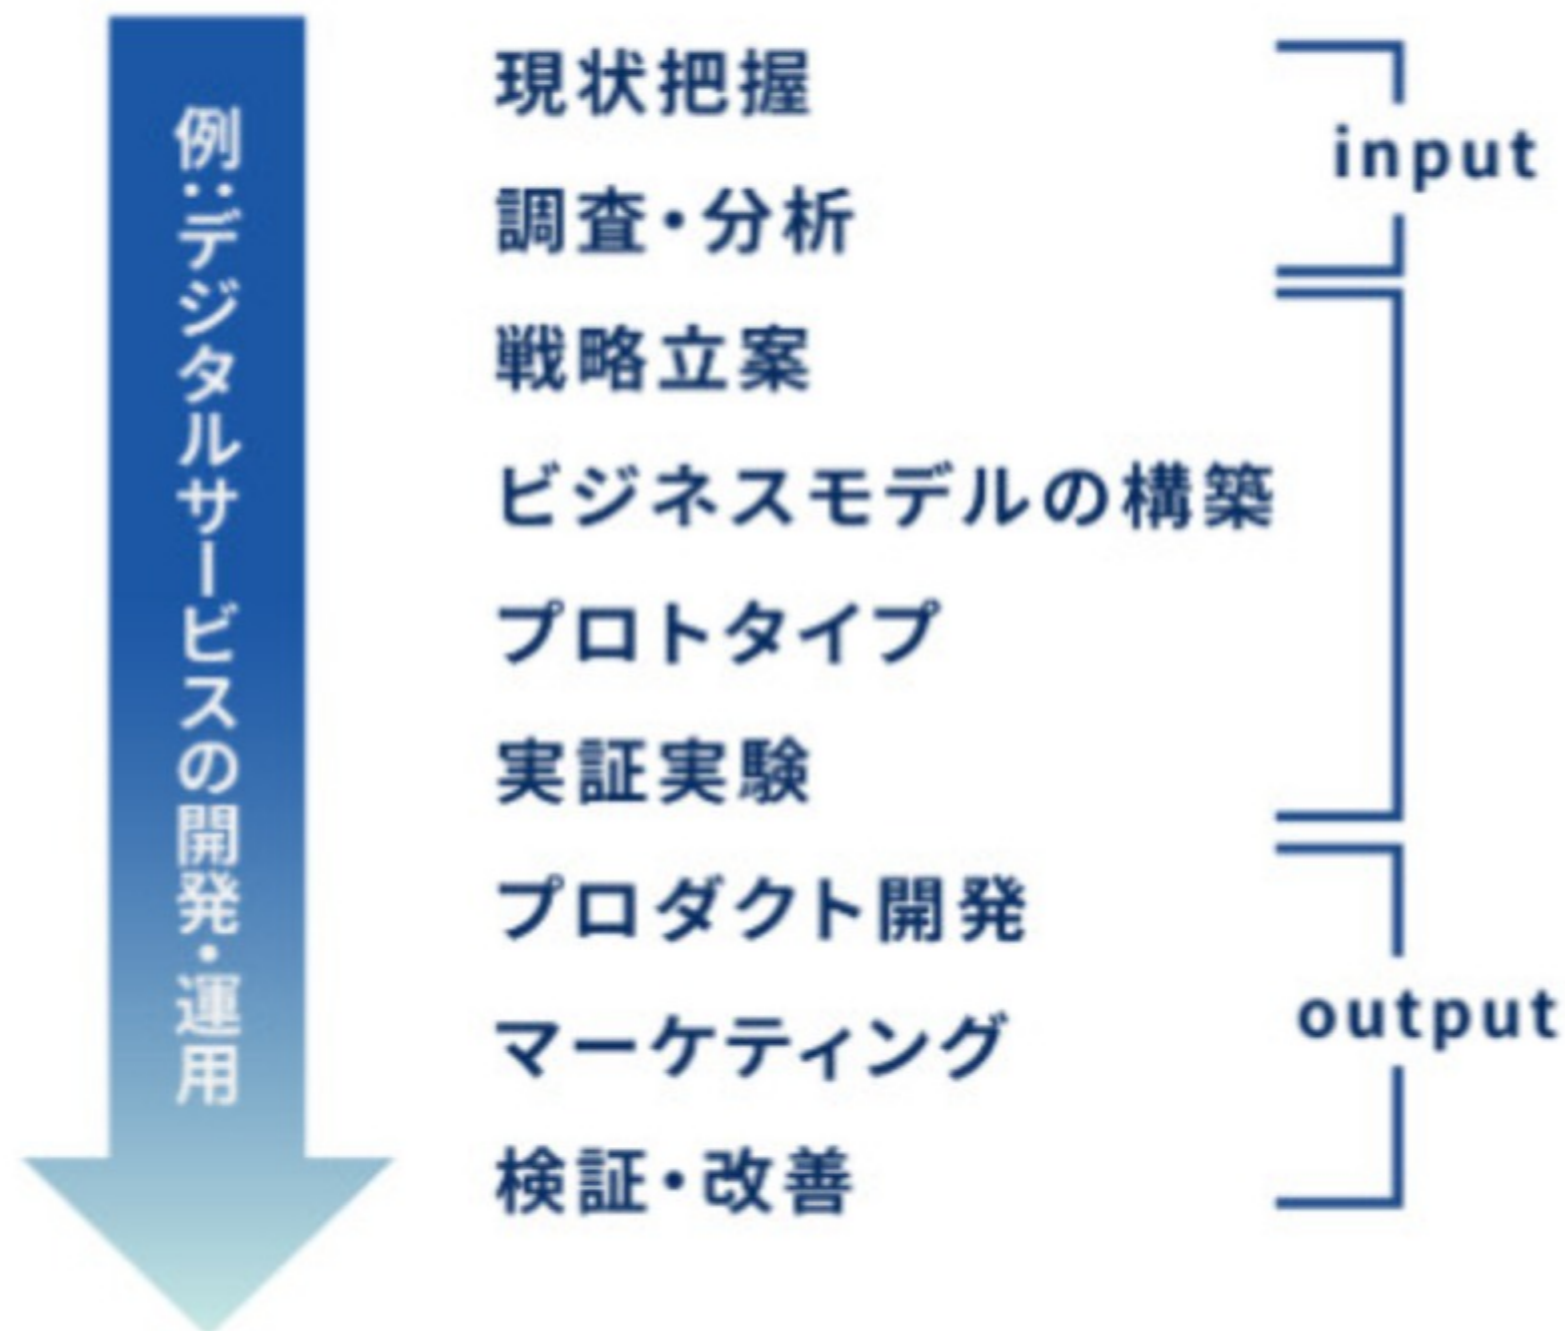 例:デジタルサービスの開発・運用
現状把握
調査・分析
戦略立案
ビジネスモデルの構築
プロトタイプ
実証実験
プロダクト開発
マーケティング
検証・改善
input
output